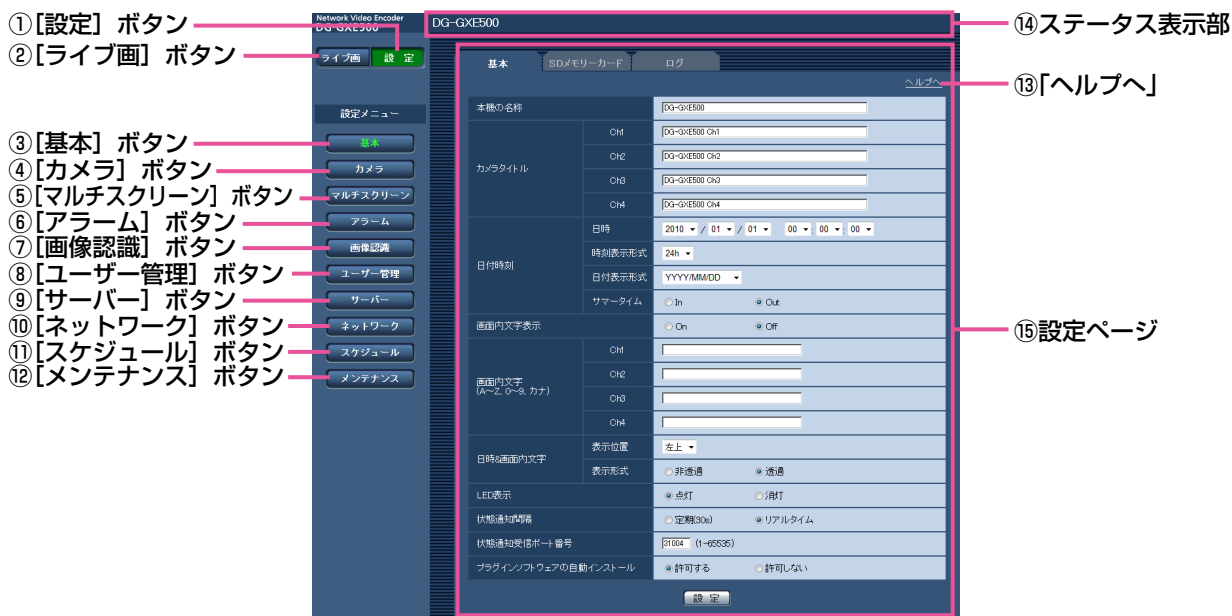 ①[設定] ボタン
②[ライブ画] ボタン
③[基本] ボタン
④[カメラ] ボタン
⑤[マルチスクリーン] ボタン
⑥[アラーム] ボタン
⑦[画像認識] ボタン
⑧[ユーザー管理] ボタン
⑨[サーバー] ボタン
⑩[ネットワーク] ボタン
⑪[スケジュール] ボタン
⑫[メンテナンス] ボタン
Network Video Encoder
DG-GXE500
ライブ画 設 定
設定メニュー
基本
カメラ
マルチスクリーン
アラーム
画像認識
ユーザー管理
サーバー
ネットワーク
スケジュール
メンテナンス
DG-GXE500
基本 SDメモリーカード ログ
ヘルプへ
本機の名称 DG-GXE500
カメラタイトル
Ch1 DG-GXE500 Ch1
Ch2 DG-GXE500 Ch2
Ch3 DG-GXE500 Ch3
Ch4 DG-GXE500 Ch4
日付時刻
日時 2010 / 01 / 01 00 : 00 : 00
時刻表示形式 24h
日付表示形式 YYYY/MM/DD
サマータイム In Out
画面内文字表示 On Off
画面内文字
(A～Z、0～9、カナ)
Ch1
Ch2
Ch3
Ch4
日時&画面内文字
表示位置 左上
表示形式 非透過 透過
LED表示 点灯 消灯
状態通知間隔 定期(30s) リアルタイム
状態通知受信ポート番号 31004 (1-65535)
プラグインソフトウェアの自動インストール 許可する 許可しない
設 定
⑭ステータス表示部
⑬「ヘルプへ」
⑮設定ページ